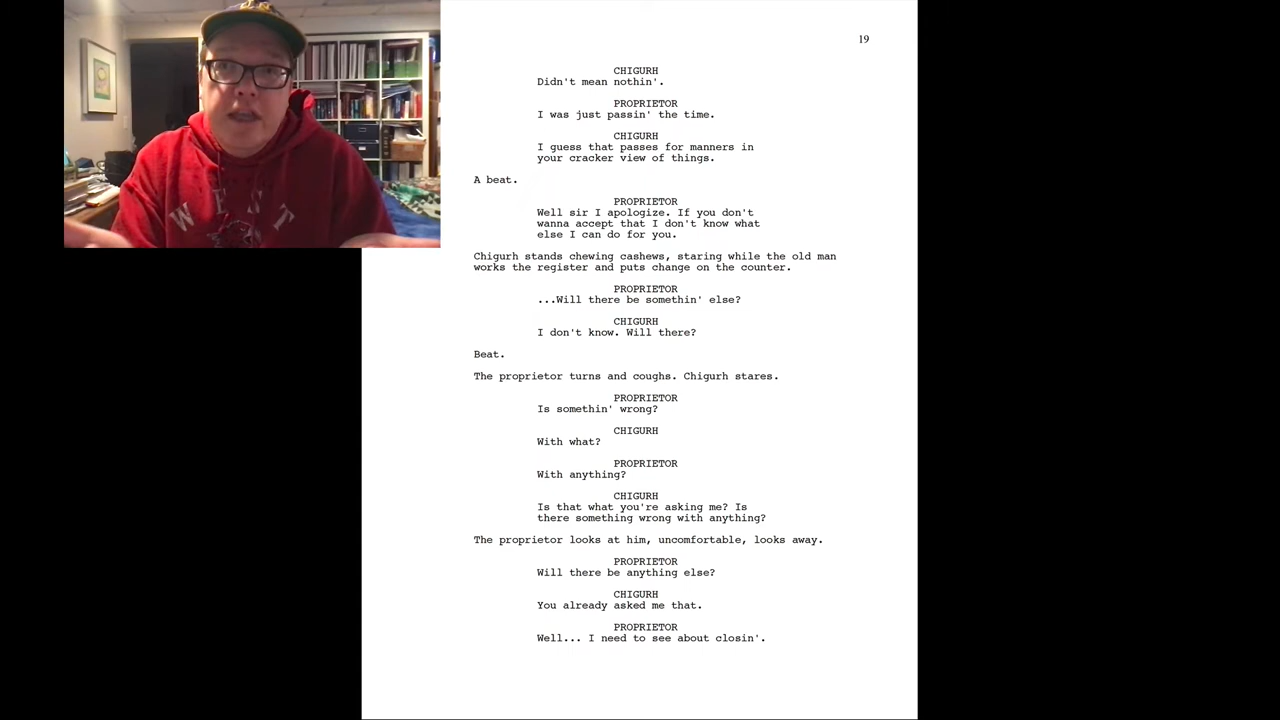 WENT
19
CHIGURH
Didn't mean nothin'.
PROPRIETOR
I was just passin' the time.
CHIGURH
I guess that passes for manners in
your cracker view of things.
A beat.
PROPRIETOR
Well sir I apologize. If you don't
wanna accept that I don't know what
else I can do for you.
Chigurh stands chewing cashews, staring while the old man
works the register and puts change on the counter.
PROPRIETOR
...Will there be somethin' else?
CHIGURH
I don't know. Will there?
Beat.
The proprietor turns and coughs. Chigurh stares.
PROPRIETOR
Is somethin' wrong?
CHIGURH
With what?
PROPRIETOR
With anything?
CHIGURH
Is that what you're asking me? Is
there something wrong with anything?
The proprietor looks at him, uncomfortable, looks away.
PROPRIETOR
Will there be anything else?
CHIGURH
You already asked me that.
PROPRIETOR
Well... I need to see about closin'.